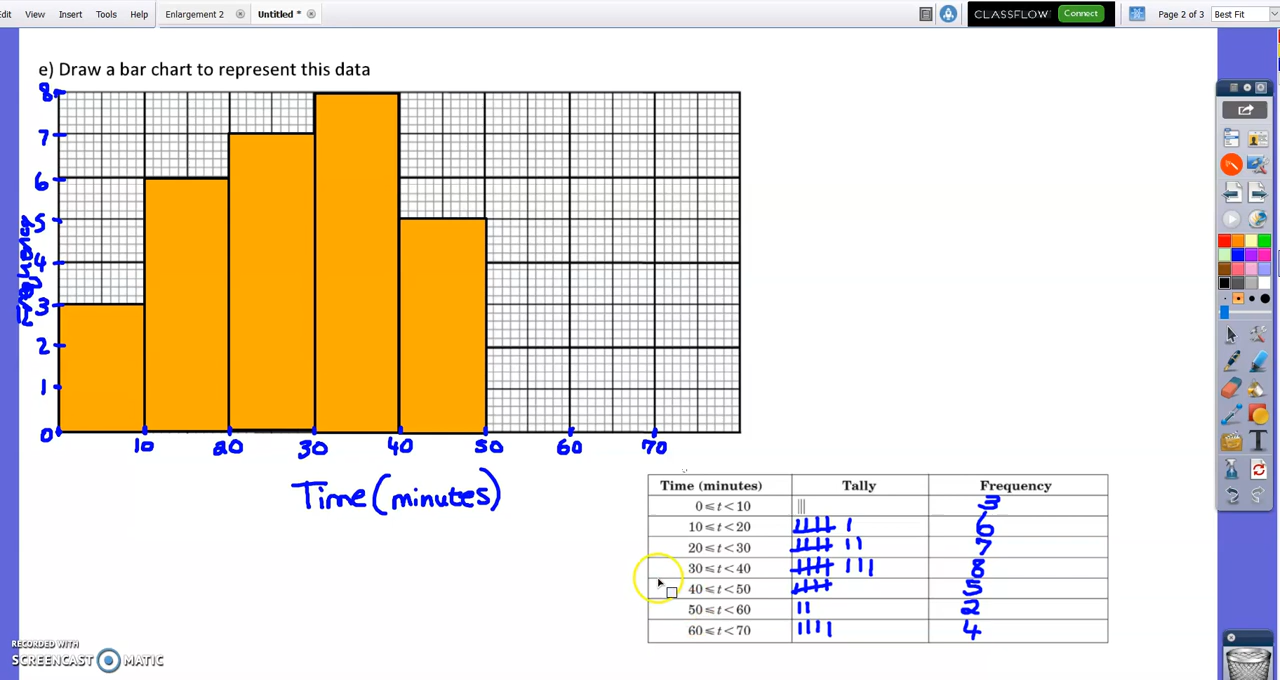 dit View Insert Format Tools Help
Enlargement 2 Untitled *
CLASSFLOW Connect
Page 2 of 3 Best Fit
e) Draw a bar chart to represent this data
8
7
6
5
4
3
2
1
0
Frequency
10 20 30 40 50 60 70
Time (minutes)
Time (minutes) Tally Frequency
0 ⩽ t < 10 ||| 3
10 ⩽ t < 20 6
20 ⩽ t < 30 7
30 ⩽ t < 40 8
40 ⩽ t < 50 5
50 ⩽ t < 60 || 2
60 ⩽ t < 70 |||| 4
RECORDED WITH
SCREENCAST MATIC
T